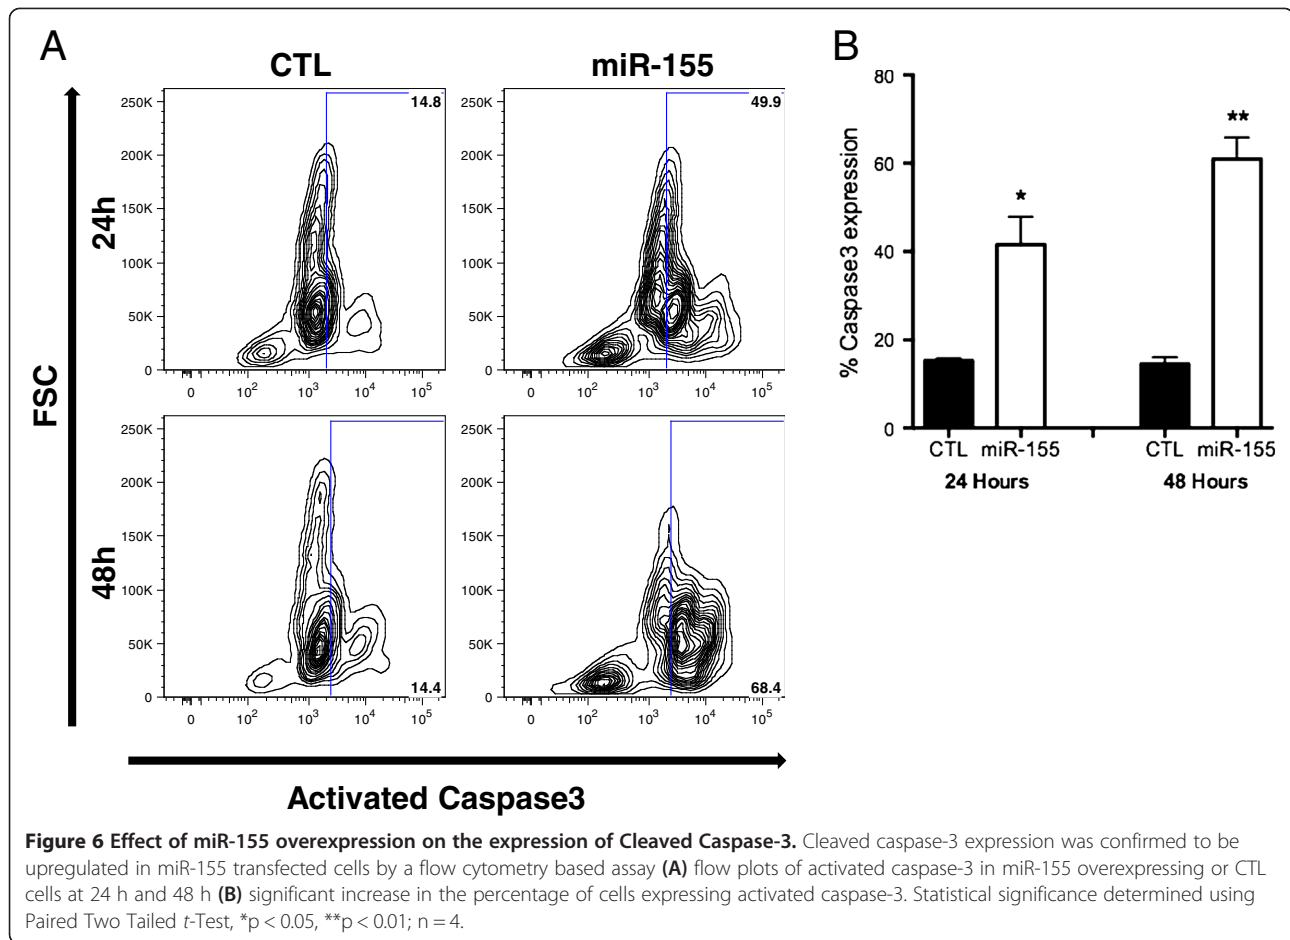 A
CTL
miR-155
FSC
24h
250K
200K
150K
100K
50K
0
14.8
0
10²
10³
10⁴
10⁵
250K
200K
150K
100K
50K
0
49.9
0
10²
10³
10⁴
10⁵
48h
250K
200K
150K
100K
50K
0
14.4
0
10²
10³
10⁴
10⁵
250K
200K
150K
100K
50K
0
68.4
0
10²
10³
10⁴
10⁵
Activated Caspase3
B
% Caspase3 expression
80
60
40
20
0
*
**
CTL miR-155
CTL miR-155
24 Hours
48 Hours
Figure 6 Effect of miR-155 overexpression on the expression of Cleaved Caspase-3. Cleaved caspase-3 expression was confirmed to be
upregulated in miR-155 transfected cells by a flow cytometry based assay (A) flow plots of activated caspase-3 in miR-155 overexpressing or CTL
cells at 24 h and 48 h (B) significant increase in the percentage of cells expressing activated caspase-3. Statistical significance determined using
Paired Two Tailed t-Test, *p < 0.05, **p < 0.01; n = 4.